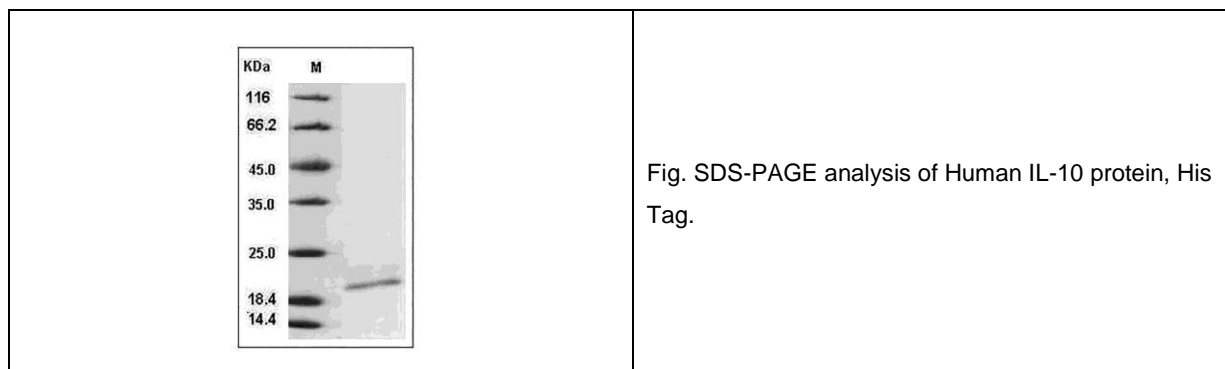 KDa M
116
66.2
45.0
35.0
25.0
18.4
14.4
Fig. SDS-PAGE analysis of Human IL-10 protein, His
Tag.